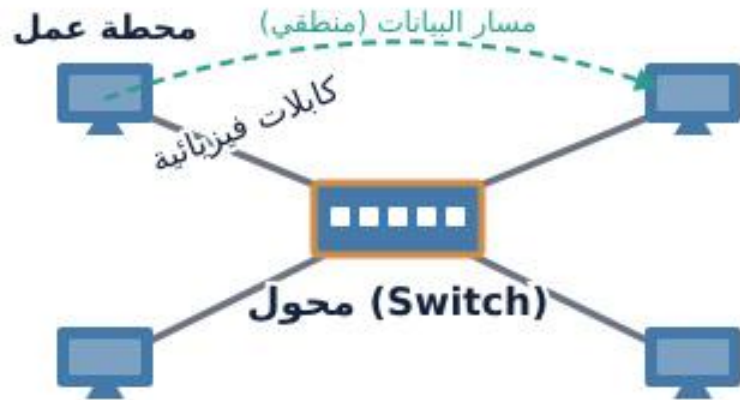 مسار البيانات (منطقي)
محطة عمل
كابلات فيزيائية
محول (Switch)